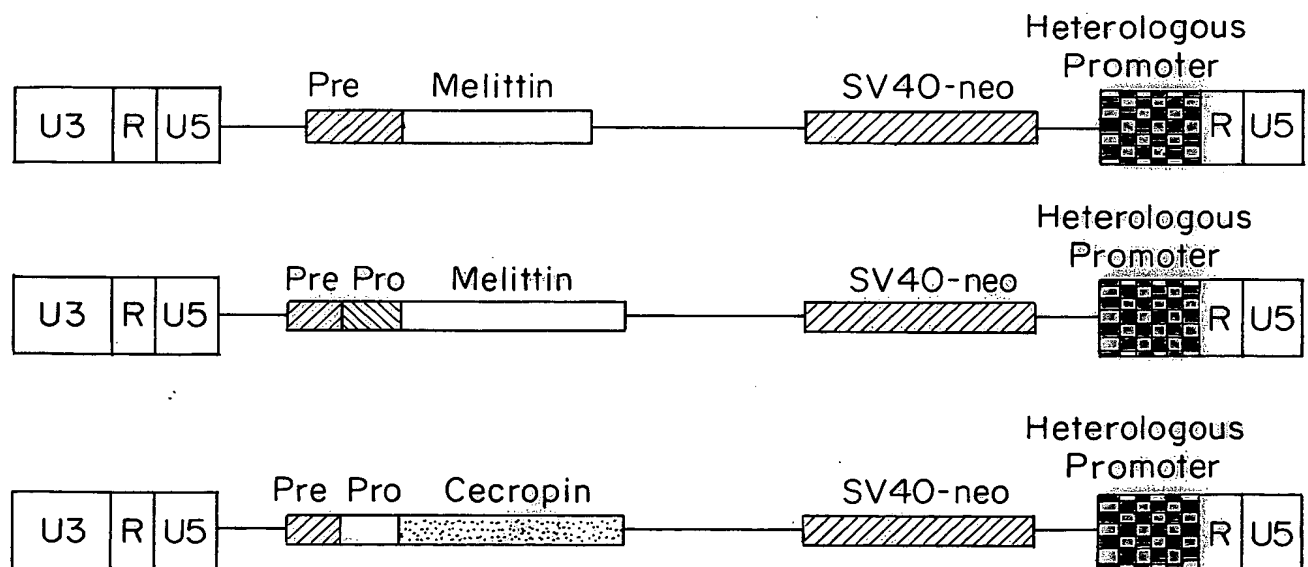 Heterologous
Promoter
Pre Melittin SV40-neo
U3 R U5 R U5
Heterologous
Promoter
Pre Pro Melittin SV40-neo
U3 R U5 R U5
Heterologous
Promoter
Pre Pro Cecropin SV40-neo
U3 R U5 R U5